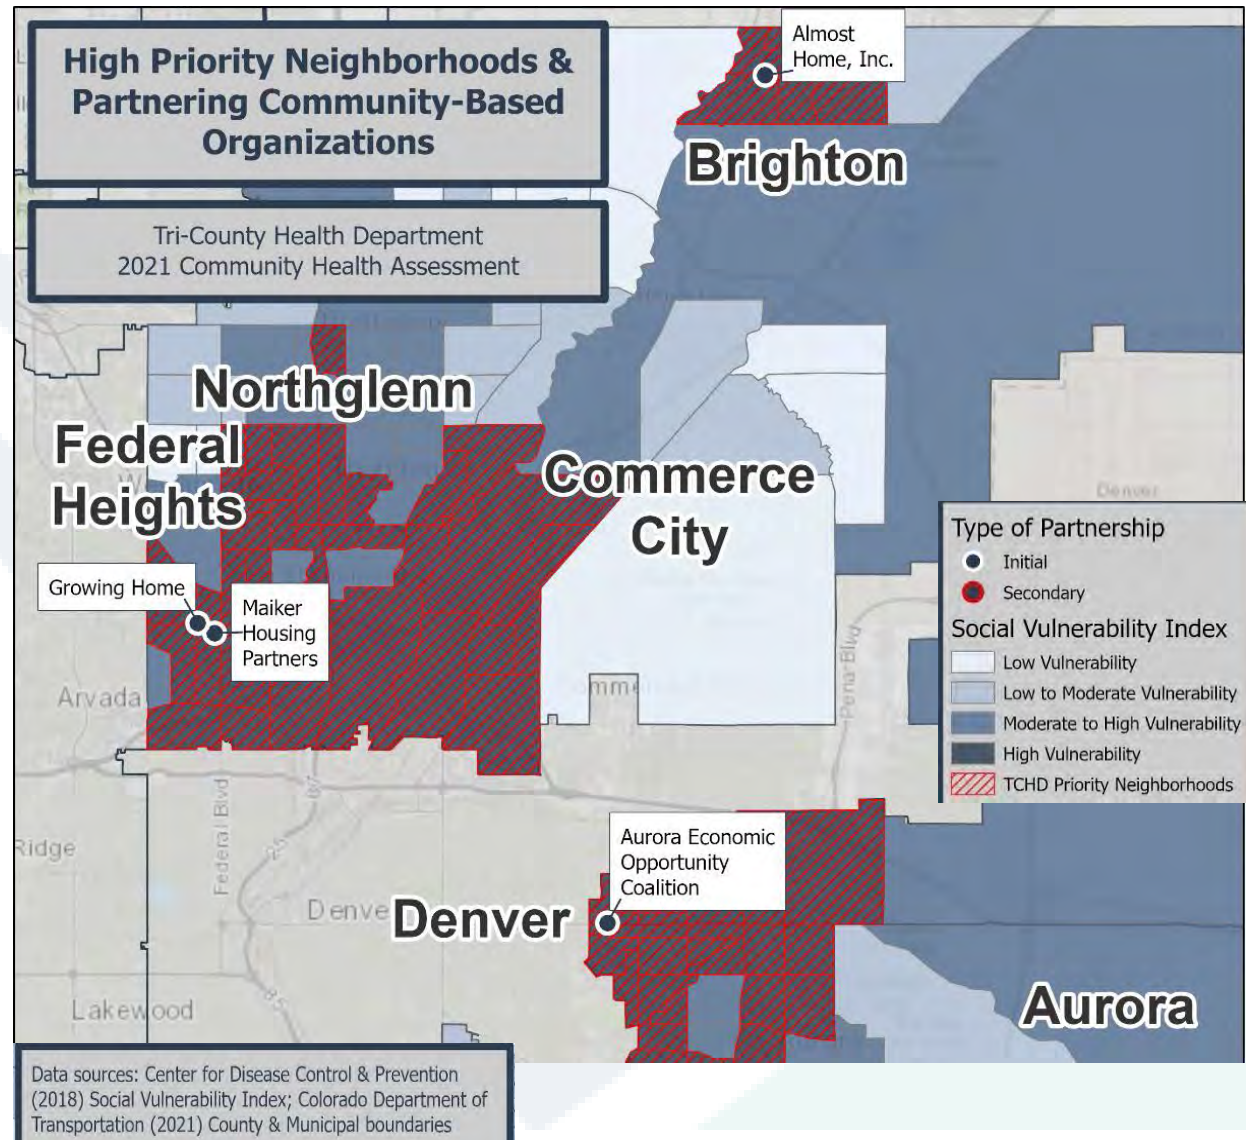 High Priority Neighborhoods &
Partnering Community-Based
Organizations
Tri-County Health Department
2021 Community Health Assessment
Almost
Home, Inc.
Brighton
Northglenn
Federal
Heights
Commerce
City
Denver
Growing Home
Maiker
Housing
Partners
Arvada
Pena Blvd
Federal Blvd
Type of Partnership
Initial
Secondary
Social Vulnerability Index
Low Vulnerability
Low to Moderate Vulnerability
Moderate to High Vulnerability
High Vulnerability
TCHD Priority Neighborhoods
Ridge
Aurora Economic
Opportunity
Coalition
Denve
Denver
Lakewood
Aurora
Data sources: Center for Disease Control & Prevention
(2018) Social Vulnerability Index; Colorado Department of
Transportation (2021) County & Municipal boundaries